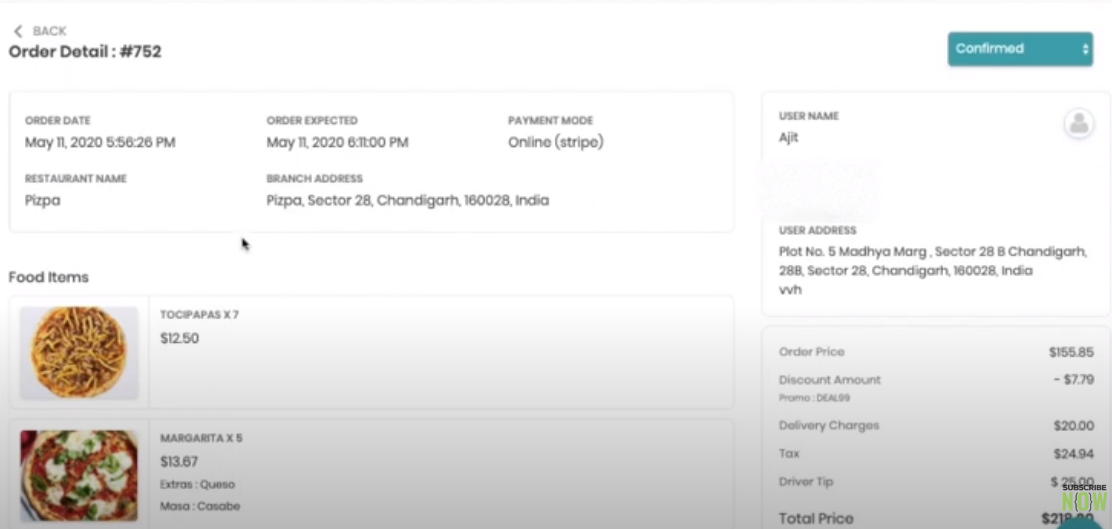 BACK
Order Detail : #752
Confirmed
ORDER DATE
May 11, 2020 5:56:26 PM
ORDER EXPECTED
May 11, 2020 6:11:00 PM
PAYMENT MODE
Online (stripe)
RESTAURANT NAME
Pizpa
BRANCH ADDRESS
Pizpa, Sector 28, Chandigarh, 160028, India
USER NAME
Ajit
USER ADDRESS
Plot No. 5 Madhya Marg , Sector 28 B Chandigarh,
28B, Sector 28, Chandigarh, 160028, India
vvh
Food Items
TOCIPAPAS X 7
$12.50
MARGARITA X 5
$13.67
Extras : Queso
Masa : Casabe
Order Price $155.85
Discount Amount - $7.79
Promo : DEAL99
Delivery Charges $20.00
Tax $24.94
Driver Tip
Total Price
SUBSCRIBE
NOW